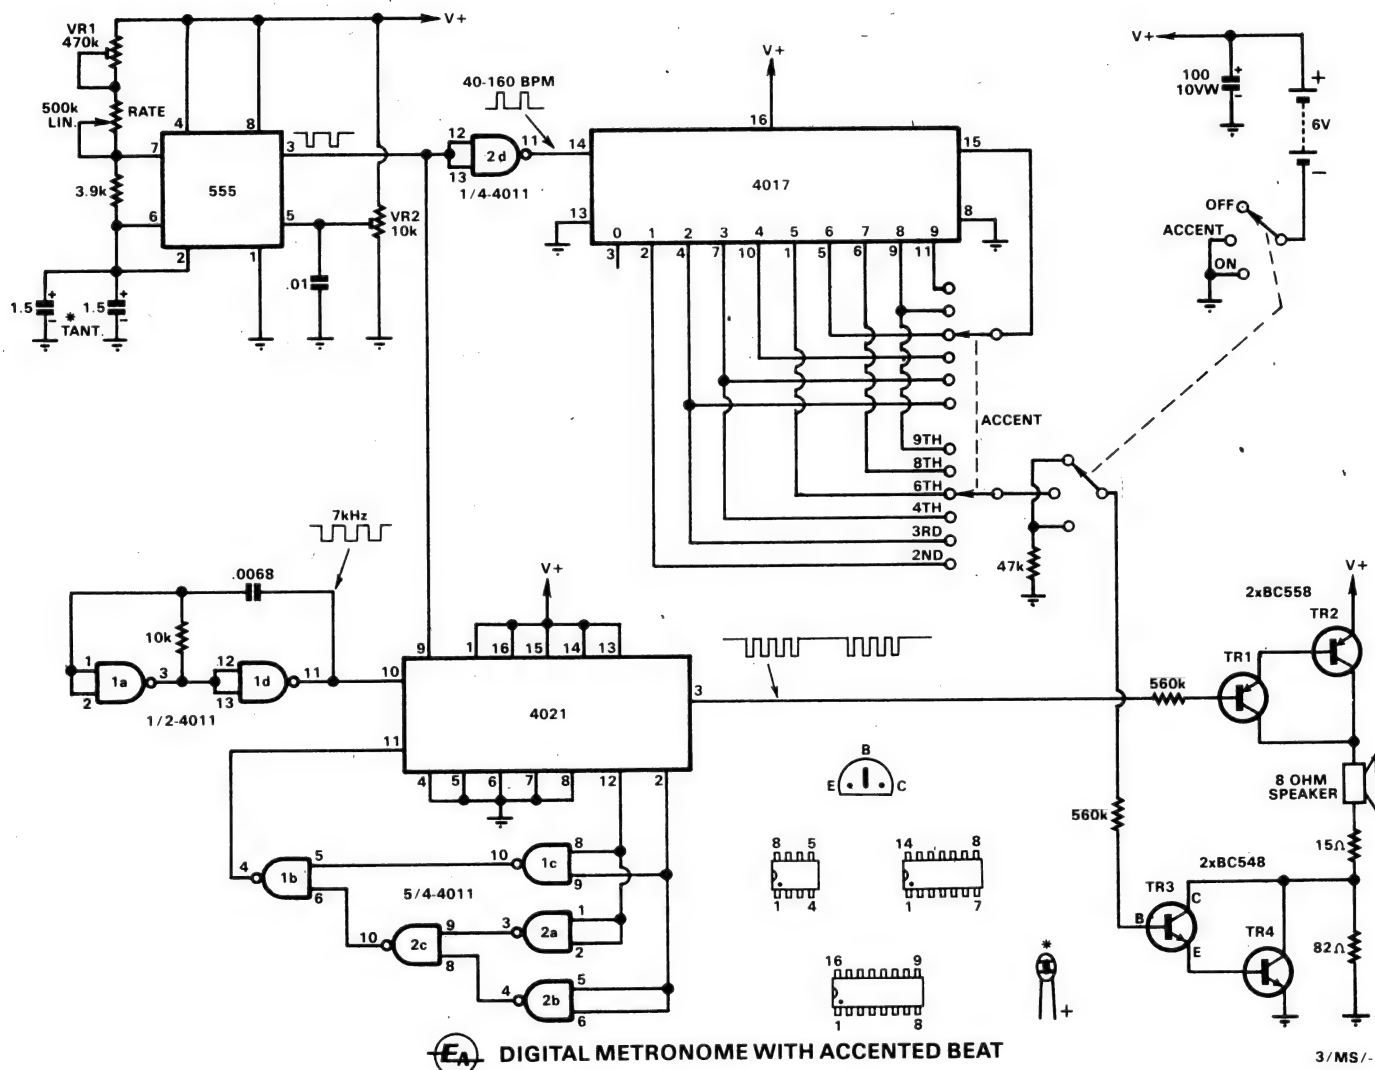 VR1
470k
V+
500k
LIN.
RATE
4
8
7
3
3.9k
555
6
5
2
1
VR2
10k
.01
1.5
+
-
*
TANT.
1.5
+
-
40-160 BPM
12
13
2d
11
1/4-4011
V+
16
14
15
4017
13
8
0
1
2
3
4
5
6
7
8
9
3
2
4
7
10
1
5
6
9
11
ACCENT
9TH
8TH
6TH
4TH
3RD
2ND
47k
V+
100
10VW
+
-
+
6V
-
OFF
ACCENT
ON
7kHz
.0068
10k
1
2
1a
3
12
13
1d
11
1/2-4011
V+
9
1
16
15
14
13
10
3
4021
11
4
5
6
7
8
12
2
4
1b
5
6
10
1c
8
9
5/4-4011
10
2c
9
8
3
2a
1
2
4
2b
5
6
560k
V+
2xBC558
TR2
TR1
8 OHM
SPEAKER
15Ω
560k
2xBC548
TR3
C
B
E
TR4
82Ω
B
E
C
8
5
1
4
14
8
1
7
16
9
1
8
*
+
EA
DIGITAL METRONOME WITH ACCENTED BEAT
3/MS/-